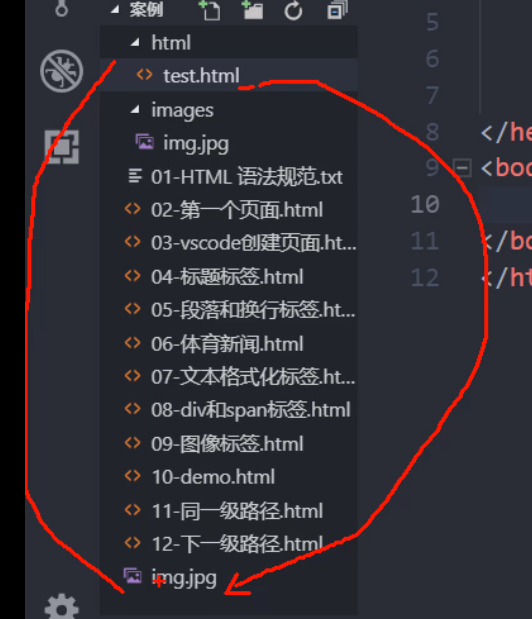 案例
html
<> test.html
images
img.jpg
01-HTML 语法规范.txt
<> 02-第一个页面.html
<> 03-vscode创建页面.ht...
<> 04-标题标签.html
<> 05-段落和换行标签.ht...
<> 06-体育新闻.html
<> 07-文本格式化标签.ht...
<> 08-div和span标签.html
<> 09-图像标签.html
<> 10-demo.html
<> 11-同一级路径.html
<> 12-下一级路径.html
img.jpg
5
6
7
8 </he
9 <bod
10
11 </bo
12 </ht